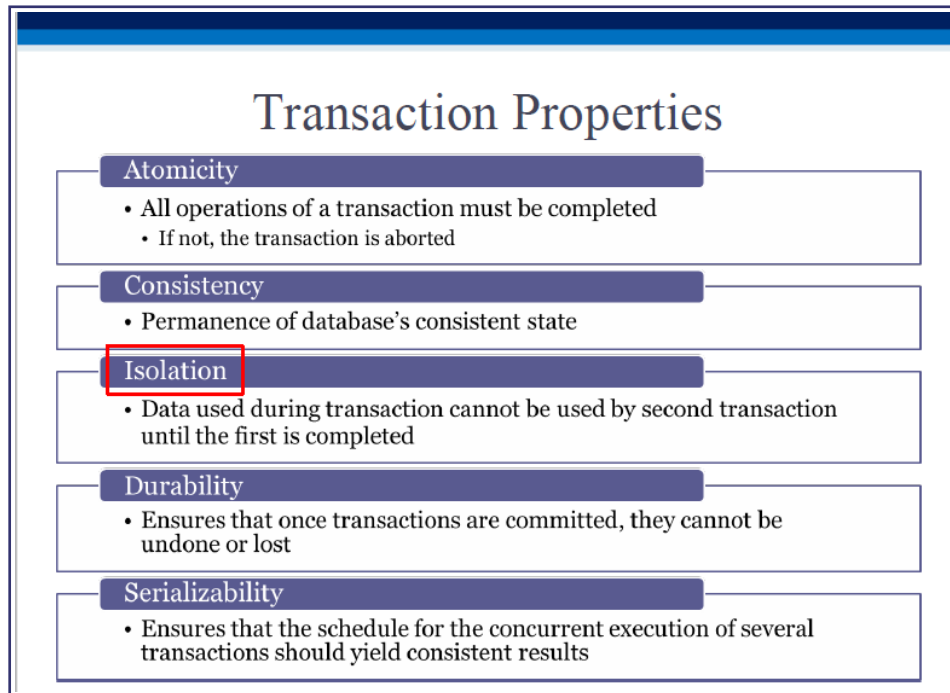 Transaction Properties
Atomicity
• All operations of a transaction must be completed
• If not, the transaction is aborted
Consistency
• Permanence of database’s consistent state
Isolation
• Data used during transaction cannot be used by second transaction
until the first is completed
Durability
• Ensures that once transactions are committed, they cannot be
undone or lost
Serializability
• Ensures that the schedule for the concurrent execution of several
transactions should yield consistent results